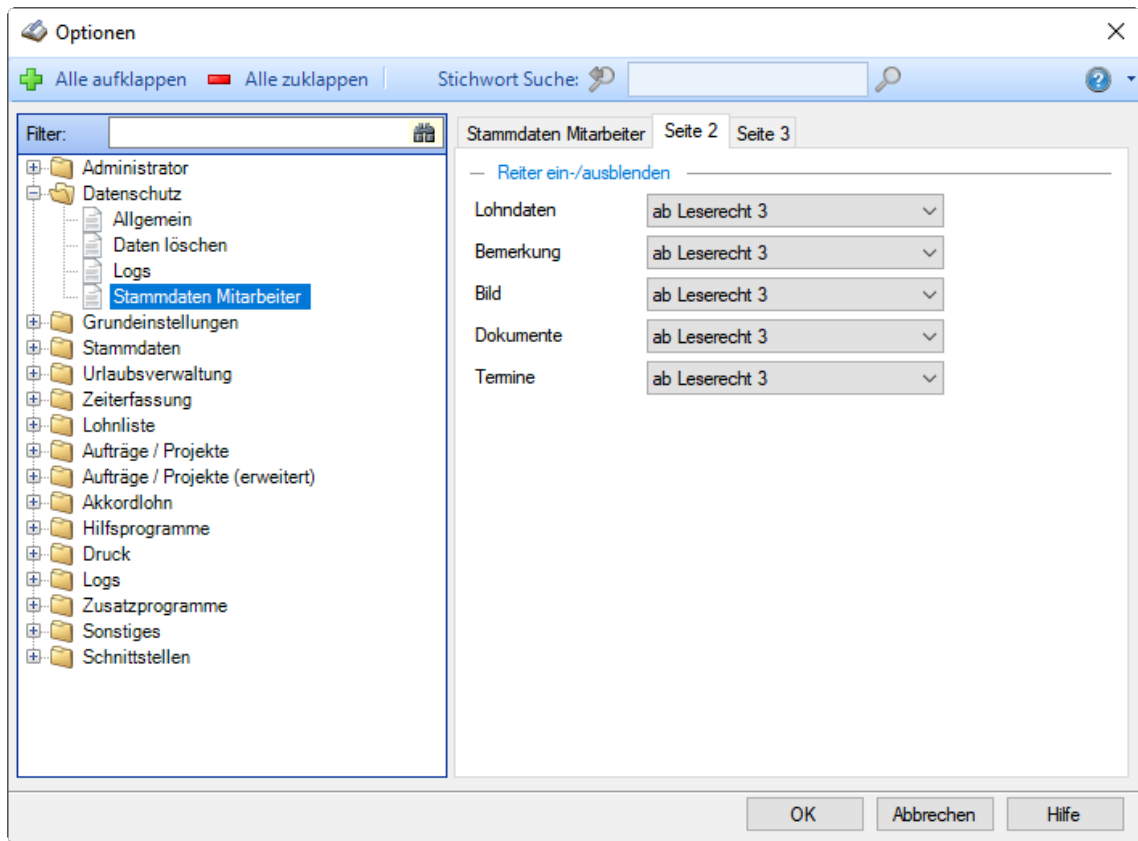 Optionen
Alle aufklappen Alle zuklappen Stichwort Suche:
Filter:
Administrator
Datenschutz
Allgemein
Daten löschen
Logs
Stammdaten Mitarbeiter
Grundeinstellungen
Stammdaten
Urlaubsverwaltung
Zeiterfassung
Lohnliste
Aufträge / Projekte
Aufträge / Projekte (erweitert)
Akkordlohn
Hilfsprogramme
Druck
Logs
Zusatzprogramme
Sonstiges
Schnittstellen
Stammdaten Mitarbeiter Seite 2 Seite 3
Reiter ein-/ausblenden
Lohndaten ab Leserecht 3
Bemerkung ab Leserecht 3
Bild ab Leserecht 3
Dokumente ab Leserecht 3
Termine ab Leserecht 3
OK Abbrechen Hilfe